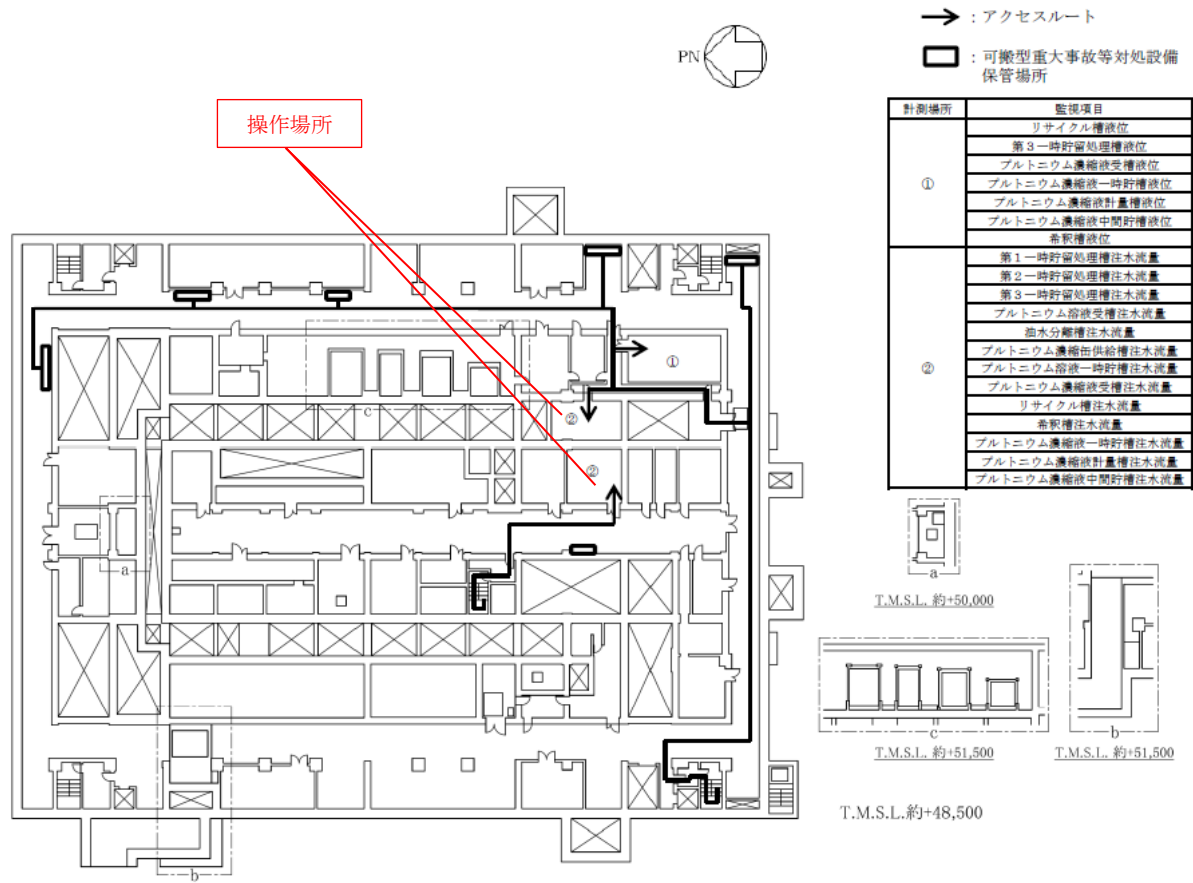 ：アクセスルート
：可搬型重大事故等対処設備
保管場所
PN
操作場所
計測場所 監視項目
① リサイクル槽液位
第３一時貯留処理槽液位
プルトニウム濃縮液受槽液位
プルトニウム濃縮液一時貯槽液位
プルトニウム濃縮液計量槽液位
プルトニウム濃縮液中間貯槽液位
希釈槽液位
② 第１一時貯留処理槽注水流量
第２一時貯留処理槽注水流量
第３一時貯留処理槽注水流量
プルトニウム溶液受槽注水流量
油水分離槽注水流量
プルトニウム濃縮缶供給槽注水流量
プルトニウム溶液一時貯槽注水流量
プルトニウム濃縮液受槽注水流量
リサイクル槽注水流量
希釈槽注水流量
プルトニウム濃縮液一時貯槽注水流量
プルトニウム濃縮液計量槽注水流量
プルトニウム濃縮液中間貯槽注水流量
①
c
②
②
a
b
a
T.M.S.L. 約+50,000
c
T.M.S.L. 約+51,500
b
T.M.S.L. 約+51,500
T.M.S.L.約+48,500